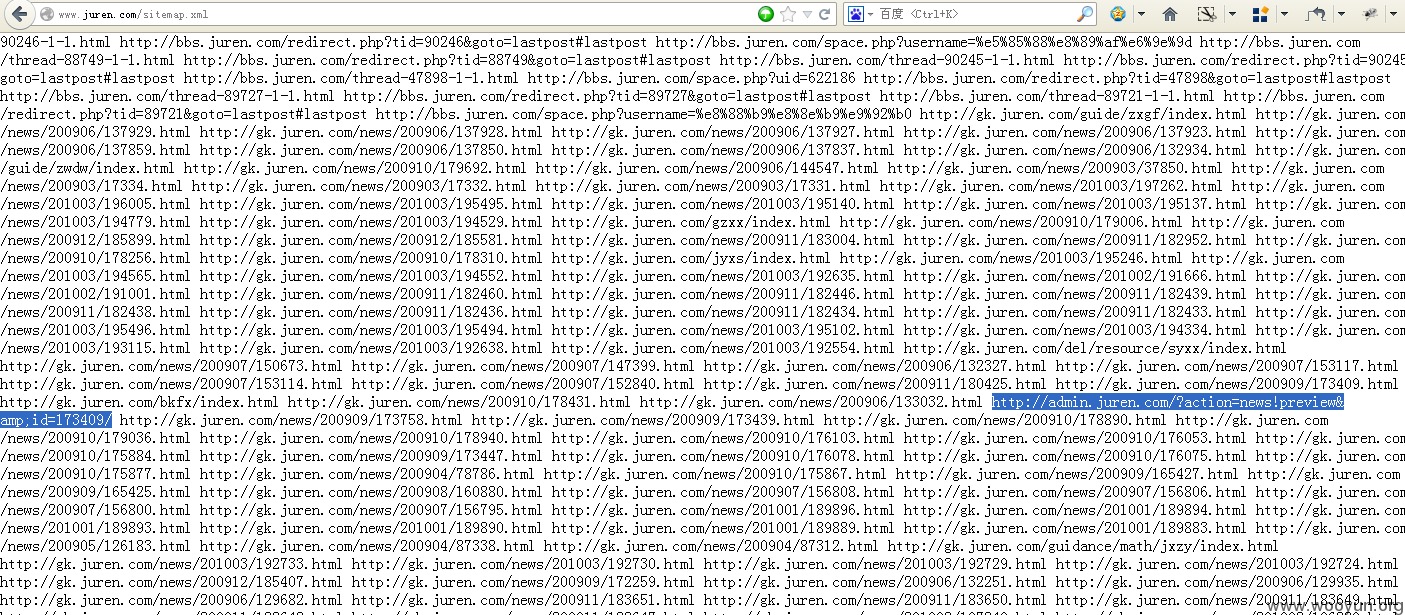 www.juren.com/sitemap.xml 百度 <Ctrl+K>
90246-1-1.html http://bbs.juren.com/redirect.php?tid=90246&goto=lastpost#lastpost http://bbs.juren.com/space.php?username=%e5%85%88%e8%89%af%e6%9e%9d http://bbs.juren.com
/thread-88749-1-1.html http://bbs.juren.com/redirect.php?tid=88749&goto=lastpost#lastpost http://bbs.juren.com/thread-90245-1-1.html http://bbs.juren.com/redirect.php?tid=90245
goto=lastpost#lastpost http://bbs.juren.com/thread-47898-1-1.html http://bbs.juren.com/space.php?uid=622186 http://bbs.juren.com/redirect.php?tid=47898&goto=lastpost#lastpost
http://bbs.juren.com/thread-89727-1-1.html http://bbs.juren.com/redirect.php?tid=89727&goto=lastpost#lastpost http://bbs.juren.com/thread-89721-1-1.html http://bbs.juren.com
/redirect.php?tid=89721&goto=lastpost#lastpost http://bbs.juren.com/space.php?username=%e8%88%b9%e8%8e%b9%e9%92%b0 http://gk.juren.com/guide/zxgf/index.html http://gk.juren.com
/news/200906/137929.html http://gk.juren.com/news/200906/137928.html http://gk.juren.com/news/200906/137927.html http://gk.juren.com/news/200906/137923.html http://gk.juren.com
/news/200906/137859.html http://gk.juren.com/news/200906/137850.html http://gk.juren.com/news/200906/137837.html http://gk.juren.com/news/200906/132934.html http://gk.juren.com
/guide/zwdw/index.html http://gk.juren.com/news/200910/179692.html http://gk.juren.com/news/200906/144547.html http://gk.juren.com/news/200903/37850.html http://gk.juren.com
/news/200903/17334.html http://gk.juren.com/news/200903/17332.html http://gk.juren.com/news/200903/17331.html http://gk.juren.com/news/201003/197262.html http://gk.juren.com
/news/201003/196005.html http://gk.juren.com/news/201003/195495.html http://gk.juren.com/news/201003/195140.html http://gk.juren.com/news/201003/195137.html http://gk.juren.com
/news/201003/194779.html http://gk.juren.com/news/201003/194529.html http://gk.juren.com/gzxx/index.html http://gk.juren.com/news/200910/179006.html http://gk.juren.com
/news/200912/185899.html http://gk.juren.com/news/200912/185581.html http://gk.juren.com/news/200911/183004.html http://gk.juren.com/news/200911/182952.html http://gk.juren.com
/news/200910/178256.html http://gk.juren.com/news/200910/178310.html http://gk.juren.com/jyxs/index.html http://gk.juren.com/news/201003/195246.html http://gk.juren.com
/news/201003/194565.html http://gk.juren.com/news/201003/194552.html http://gk.juren.com/news/201003/192635.html http://gk.juren.com/news/201002/191666.html http://gk.juren.com
/news/201002/191001.html http://gk.juren.com/news/200911/182460.html http://gk.juren.com/news/200911/182446.html http://gk.juren.com/news/200911/182439.html http://gk.juren.com
/news/200911/182438.html http://gk.juren.com/news/200911/182436.html http://gk.juren.com/news/200911/182434.html http://gk.juren.com/news/200911/182433.html http://gk.juren.com
/news/201003/195496.html http://gk.juren.com/news/201003/195494.html http://gk.juren.com/news/201003/195102.html http://gk.juren.com/news/201003/194334.html http://gk.juren.com
/news/201003/193115.html http://gk.juren.com/news/201003/192638.html http://gk.juren.com/news/201003/192554.html http://gk.juren.com/del/resource/syxx/index.html
http://gk.juren.com/news/200907/150673.html http://gk.juren.com/news/200907/147399.html http://gk.juren.com/news/200906/132327.html http://gk.juren.com/news/200907/153117.html
http://gk.juren.com/news/200907/153114.html http://gk.juren.com/news/200907/152840.html http://gk.juren.com/news/200911/180425.html http://gk.juren.com/news/200909/173409.html
http://gk.juren.com/bkfx/index.html http://gk.juren.com/news/200910/178431.html http://gk.juren.com/news/200906/133032.html http://admin.juren.com/?action=news!preview&
amp;id=173409/ http://gk.juren.com/news/200909/173758.html http://gk.juren.com/news/200909/173439.html http://gk.juren.com/news/200910/178890.html http://gk.juren.com
/news/200910/179036.html http://gk.juren.com/news/200910/178940.html http://gk.juren.com/news/200910/176103.html http://gk.juren.com/news/200910/176053.html http://gk.juren.com
/news/200910/175884.html http://gk.juren.com/news/200909/173447.html http://gk.juren.com/news/200910/176078.html http://gk.juren.com/news/200910/176075.html http://gk.juren.com
/news/200910/175877.html http://gk.juren.com/news/200904/78786.html http://gk.juren.com/news/200910/175867.html http://gk.juren.com/news/200909/165427.html http://gk.juren.com
/news/200909/165425.html http://gk.juren.com/news/200908/160880.html http://gk.juren.com/news/200907/156808.html http://gk.juren.com/news/200907/156806.html http://gk.juren.com
/news/200907/156800.html http://gk.juren.com/news/200907/156795.html http://gk.juren.com/news/201001/189896.html http://gk.juren.com/news/201001/189894.html http://gk.juren.com
/news/201001/189893.html http://gk.juren.com/news/201001/189890.html http://gk.juren.com/news/201001/189889.html http://gk.juren.com/news/201001/189883.html http://gk.juren.com
/news/200905/126183.html http://gk.juren.com/news/200904/87338.html http://gk.juren.com/news/200904/87312.html http://gk.juren.com/guidance/math/jxzy/index.html
http://gk.juren.com/news/201003/192733.html http://gk.juren.com/news/201003/192730.html http://gk.juren.com/news/201003/192729.html http://gk.juren.com/news/201003/192724.html
http://gk.juren.com/news/200912/185407.html http://gk.juren.com/news/200909/172259.html http://gk.juren.com/news/200906/132251.html http://gk.juren.com/news/200906/129935.html
http://gk.juren.com/news/200906/129682.html http://gk.juren.com/news/200911/183651.html http://gk.juren.com/news/200911/183650.html http://gk.juren.com/news/200911/183649.html
www.wooyun.org